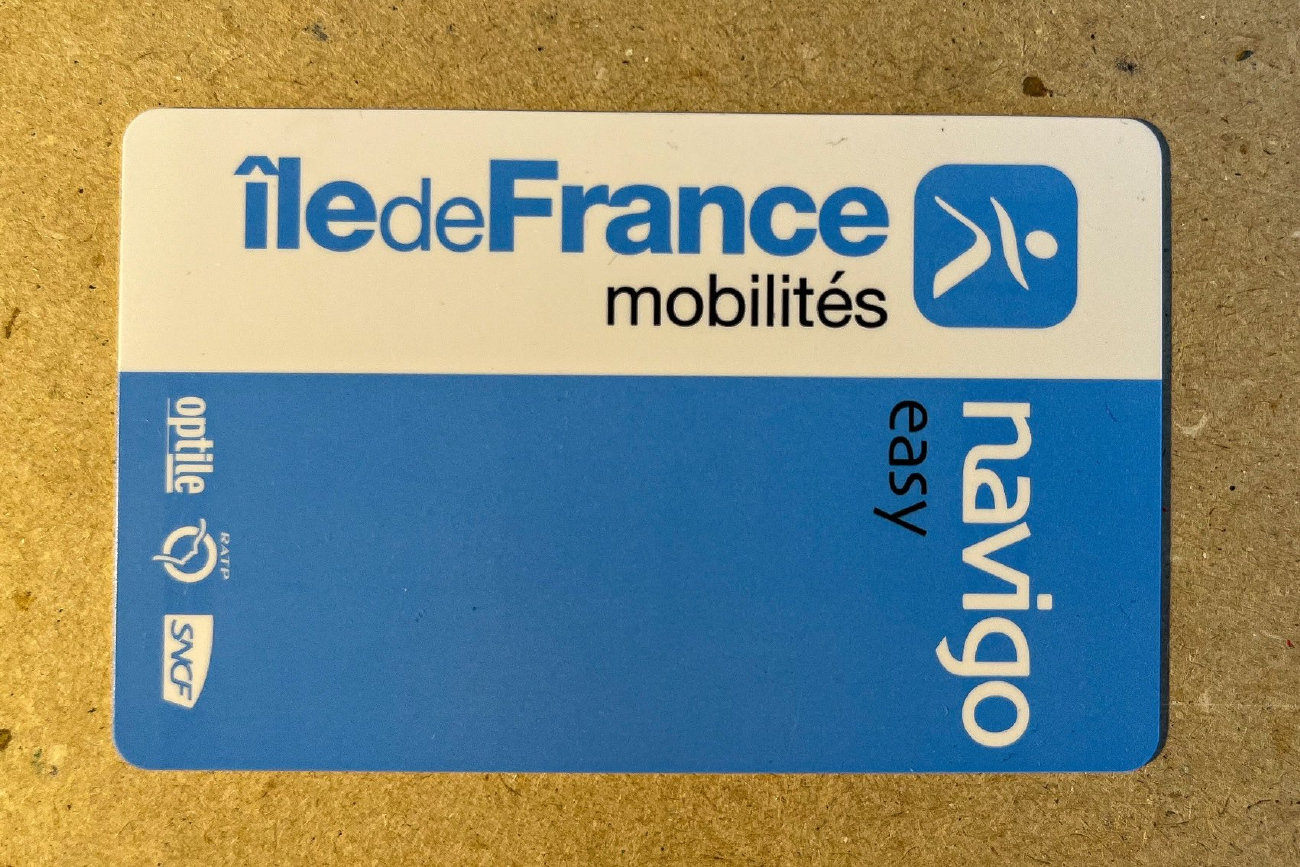 îledeFrance
mobilités
navigo
easy
optile
RATP
SNCF